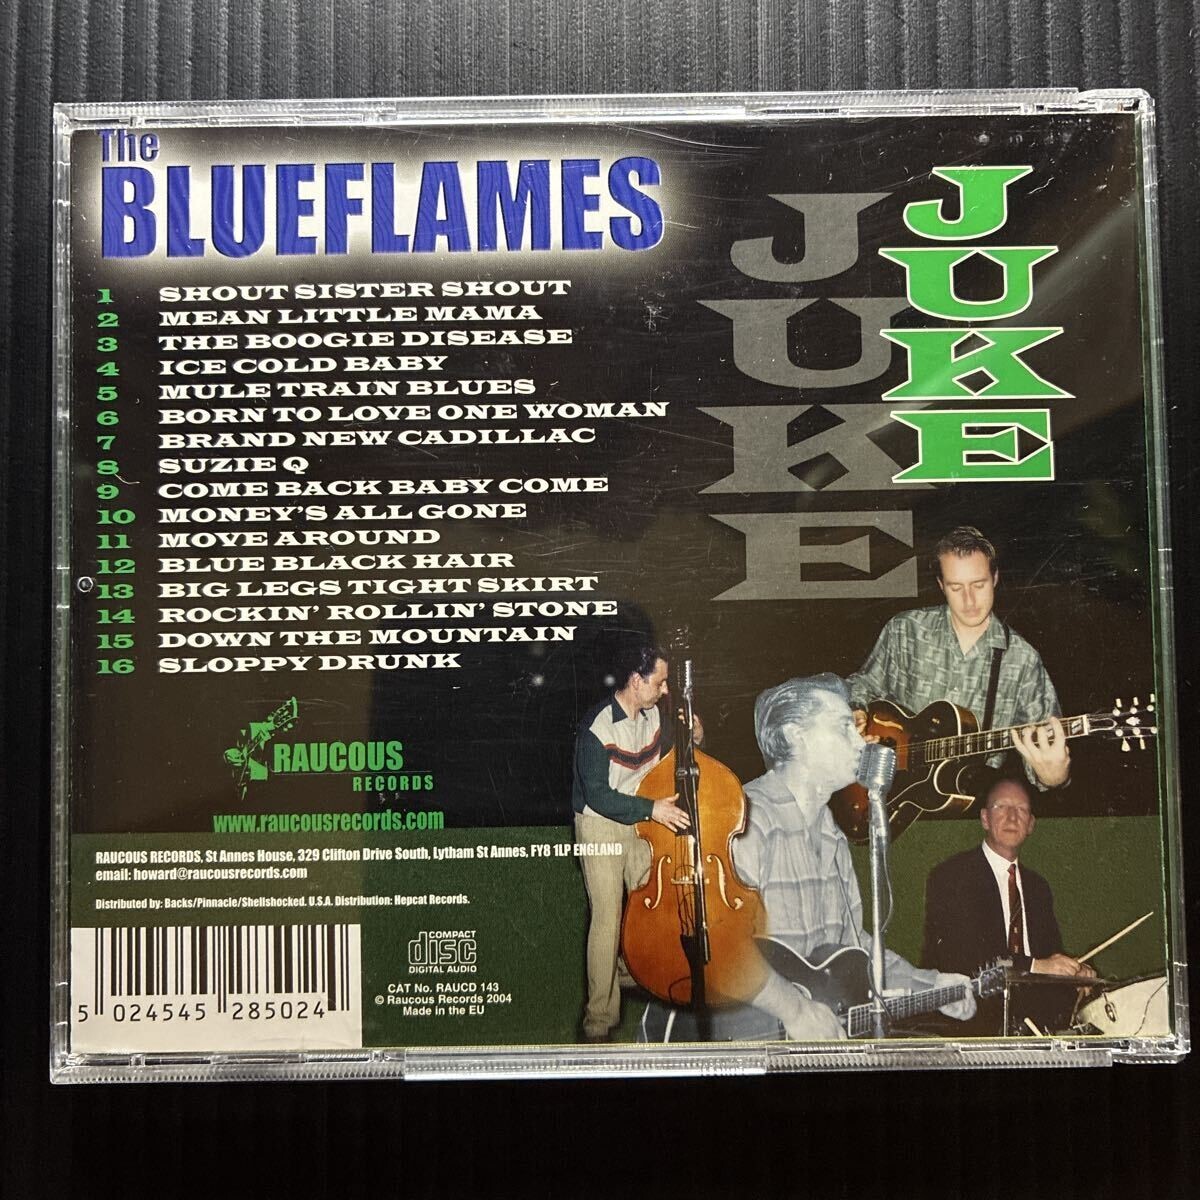 The
BLUEFLAMES
JUKE
JUKE
1 SHOUT SISTER SHOUT
2 MEAN LITTLE MAMA
3 THE BOOGIE DISEASE
4 ICE COLD BABY
5 MULE TRAIN BLUES
6 BORN TO LOVE ONE WOMAN
7 BRAND NEW CADILLAC
8 SUZIE Q
9 COME BACK BABY COME
10 MONEY'S ALL GONE
11 MOVE AROUND
12 BLUE BLACK HAIR
13 BIG LEGS TIGHT SKIRT
14 ROCKIN' ROLLIN' STONE
15 DOWN THE MOUNTAIN
16 SLOPPY DRUNK
RAUCOUS
RECORDS
www.raucousrecords.com
RAUCOUS RECORDS, St Annes House, 329 Clifton Drive South, Lytham St Annes, FY8 1LP ENGLAND
email: howard@raucousrecords.com
Distributed by: Backs/Pinnacle/Shellshocked. U.S.A. Distribution: Hepcat Records.
5 024545 285024
COMPACT
disc
DIGITAL AUDIO
CAT No. RAUCD 143
© Raucous Records 2004
Made in the EU